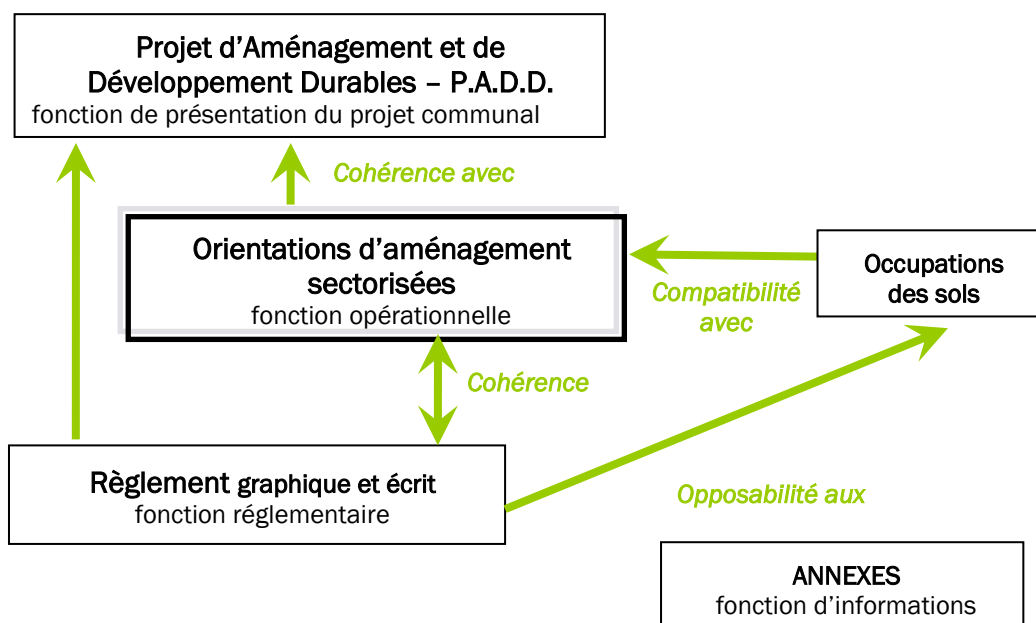 Projet d’Aménagement et de
Développement Durables – P.A.D.D.
fonction de présentation du projet communal
Cohérence avec
Orientations d’aménagement
sectorisées
fonction opérationnelle
Occupations
des sols
Compatibilité
avec
Cohérence
Règlement graphique et écrit
fonction réglementaire
Opposabilité aux
ANNEXES
fonction d’informations